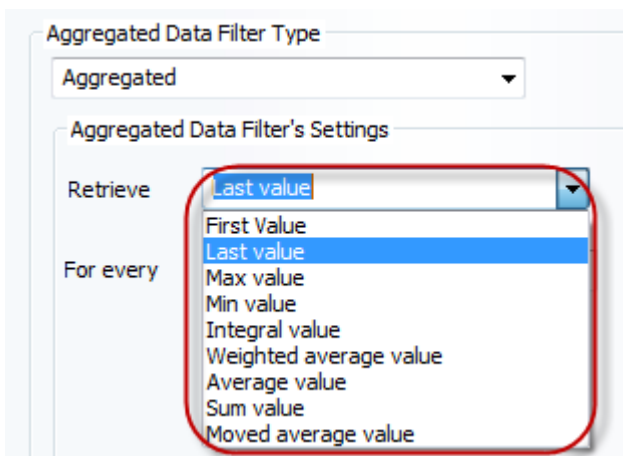 Aggregated Data Filter Type
Aggregated
Aggregated Data Filter's Settings
Retrieve Last value
First Value
Last value
For every
Max value
Min value
Integral value
Weighted average value
Average value
Sum value
Moved average value